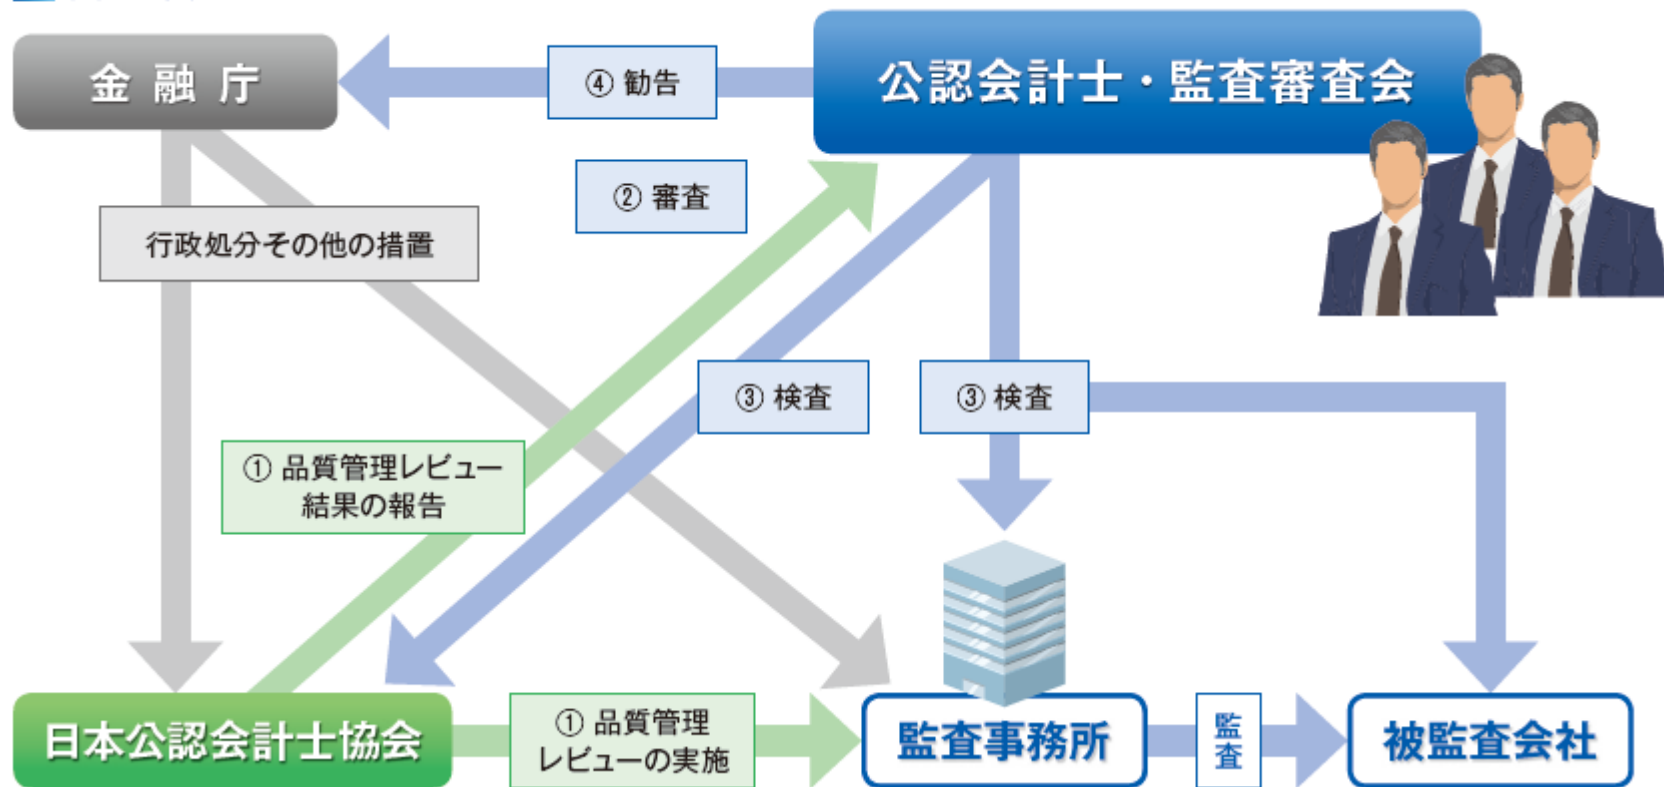 金融庁
④ 勧告
公認会計士・監査審査会
② 審査
行政処分その他の措置
③ 検査
③ 検査
① 品質管理レビュー
結果の報告
日本公認会計士協会
① 品質管理
レビューの実施
監査事務所
監査
被監査会社